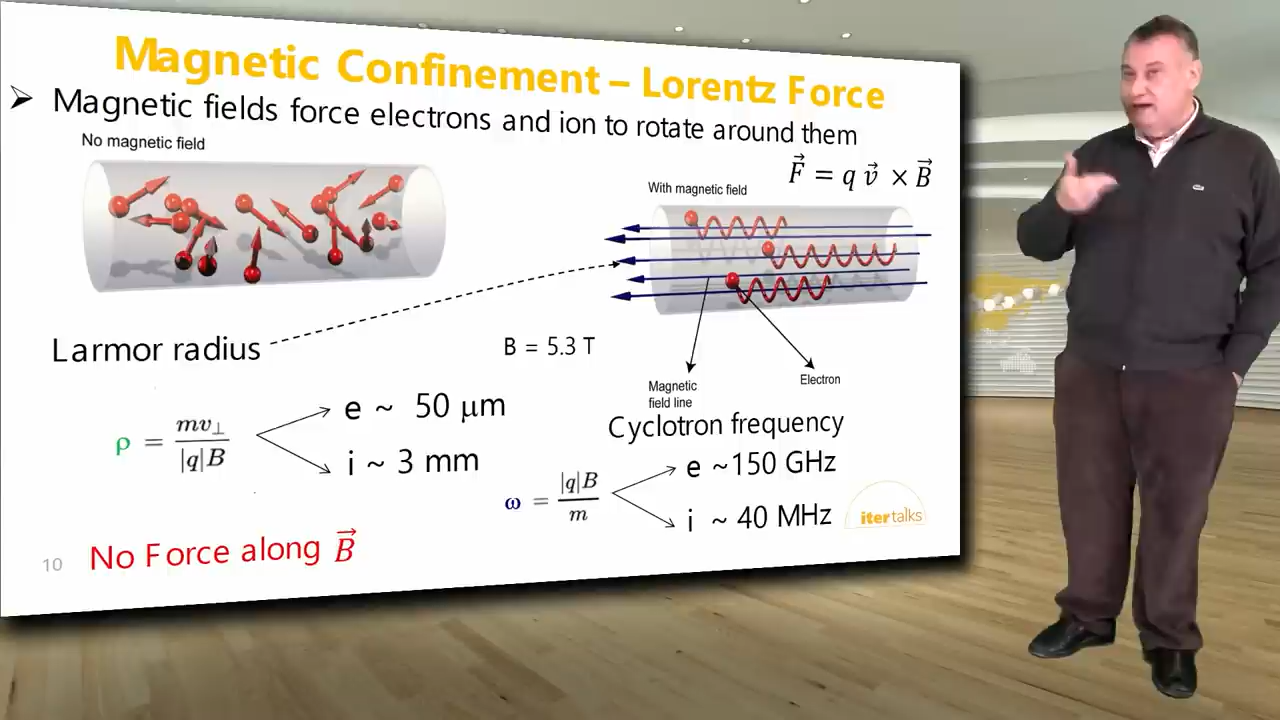 Magnetic Confinement – Lorentz Force
➢ Magnetic fields force electrons and ion to rotate around them
No magnetic field
With magnetic field
F⃗ = q v⃗ × B⃗
Larmor radius
B = 5.3 T
Magnetic
field line
Electron
ρ = mv⊥ / |q|B
e ~ 50 μm
i ~ 3 mm
Cyclotron frequency
ω = |q|B / m
e ~150 GHz
i ~ 40 MHz
No Force along B⃗
10
itertalks